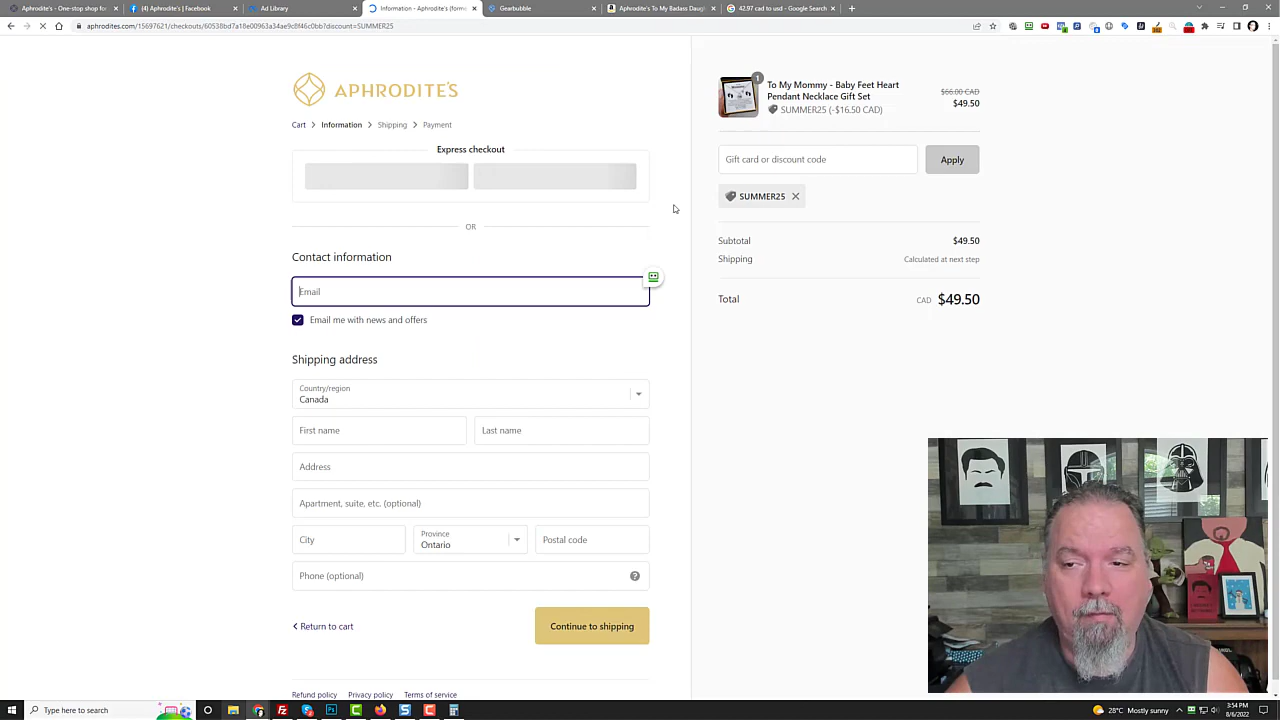 Aphrodite's - One stop shop fo
(4) Aphrodite's | Facebook
Ad Library
Information - Aphrodite's (form
Gearbubble
Aphrodite's To My Badass Daug
42.97 cad to usd - Google Search
aphrodites.com/15697621/checkouts/60538bd7a18e00963a34ae9c8f46c0bb?discount=SUMMER25
APHRODITE'S
Cart > Information > Shipping > Payment
Express checkout
OR
Contact information
Email
Email me with news and offers
Shipping address
Country/region
Canada
First name
Last name
Address
Apartment, suite, etc. (optional)
City
Province
Ontario
Postal code
Phone (optional)
Return to cart
Continue to shipping
Refund policy
Privacy policy
Terms of service
1
To My Mommy - Baby Feet Heart
Pendant Necklace Gift Set
SUMMER25 (-$16.50 CAD)
$66.00 CAD
$49.50
Gift card or discount code
Apply
SUMMER25
Subtotal
$49.50
Shipping
Calculated at next step
Total
CAD $49.50
Type here to search
28°C Mostly sunny
3:54 PM
8/6/2022